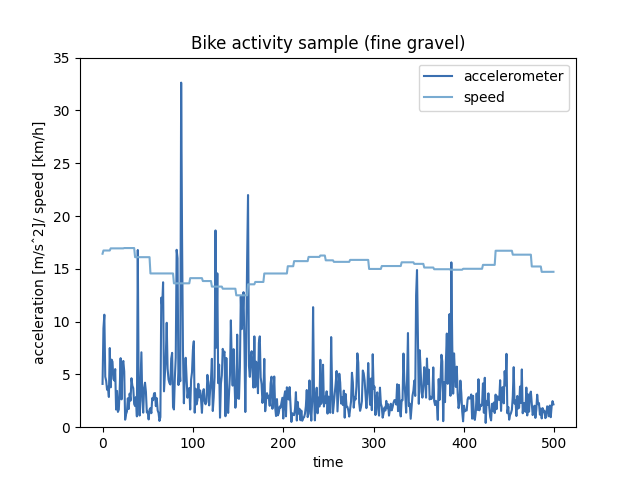 Bike activity sample (fine gravel)
accelerometer
speed
acceleration [m/s^2]/ speed [km/h]
35
30
25
20
15
10
5
0
0 100 200 300 400 500
time